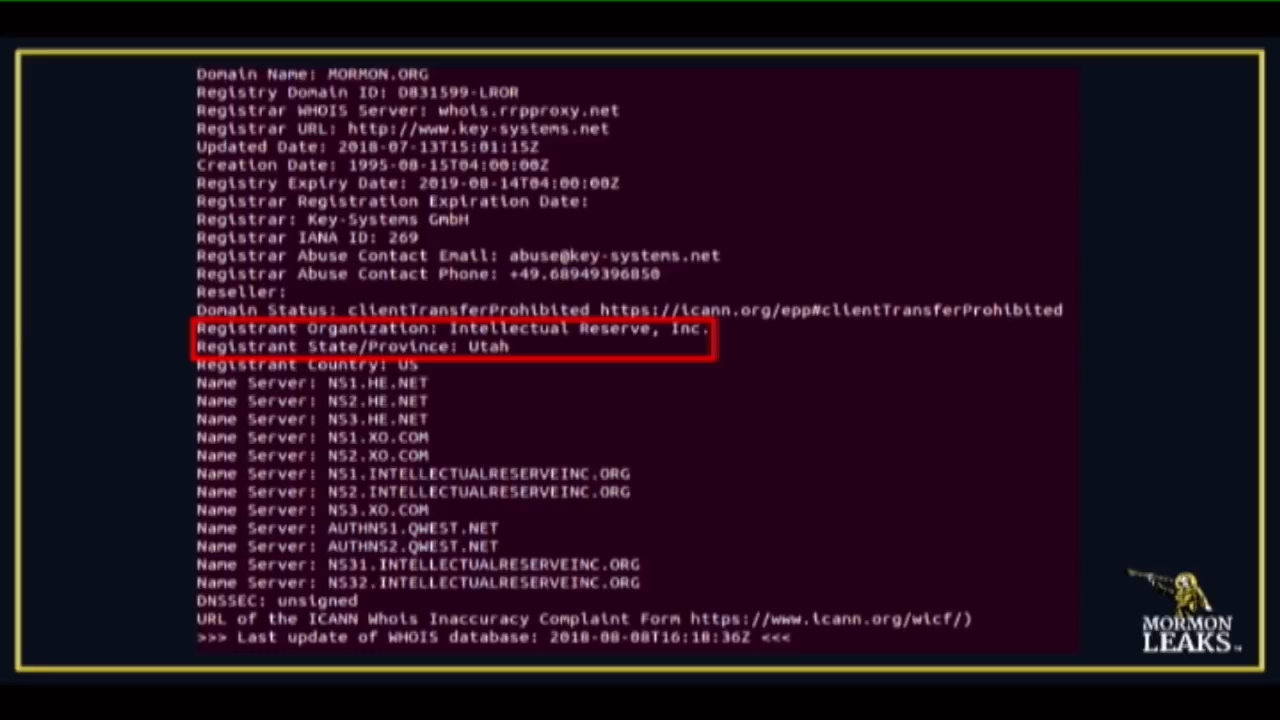 Domain Name: MORMON.ORG
Registry Domain ID: D831599-LROR
Registrar WHOIS Server: whois.rrpproxy.net
Registrar URL: http://www.key-systems.net
Updated Date: 2018-07-13T15:01:15Z
Creation Date: 1995-08-15T04:00:00Z
Registry Expiry Date: 2019-08-14T04:00:00Z
Registrar Registration Expiration Date:
Registrar: Key-Systems GmbH
Registrar IANA ID: 269
Registrar Abuse Contact Email: abuse@key-systems.net
Registrar Abuse Contact Phone: +49.68949396850
Reseller:
Domain Status: clientTransferProhibited https://icann.org/epp#clientTransferProhibited
Registrant Organization: Intellectual Reserve, Inc.
Registrant State/Province: Utah
Registrant Country: US
Name Server: NS1.HE.NET
Name Server: NS2.HE.NET
Name Server: NS3.HE.NET
Name Server: NS1.XO.COM
Name Server: NS2.XO.COM
Name Server: NS1.INTELLECTUALRESERVEINC.ORG
Name Server: NS2.INTELLECTUALRESERVEINC.ORG
Name Server: NS3.XO.COM
Name Server: AUTHNS1.QWEST.NET
Name Server: AUTHNS2.QWEST.NET
Name Server: NS31.INTELLECTUALRESERVEINC.ORG
Name Server: NS32.INTELLECTUALRESERVEINC.ORG
DNSSEC: unsigned
URL of the ICANN Whois Inaccuracy Complaint Form https://www.icann.org/wicf/)
>>> Last update of WHOIS database: 2018-08-08T16:18:36Z <<<
MORMON
LEAKS™